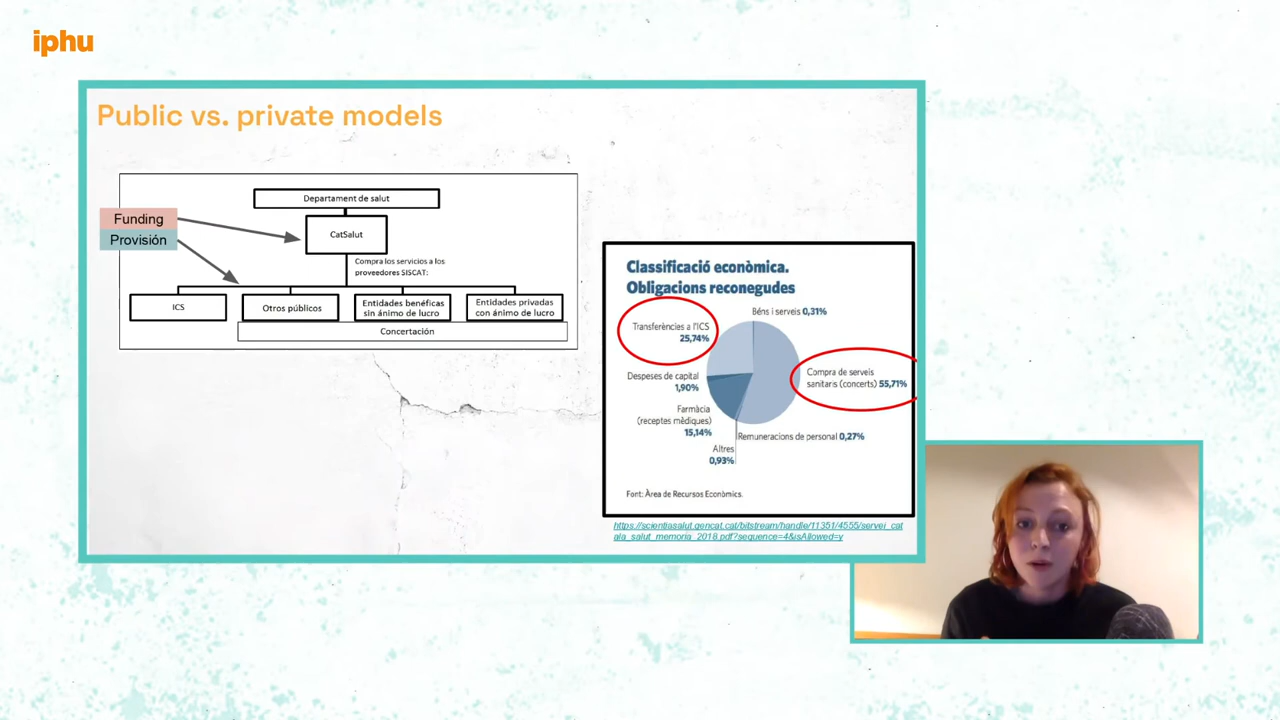 iphu
Public vs. private models
Funding
Provisión
Departament de salut
CatSalut
Compra los servicios a los
proveedores SISCAT:
ICS
Otros públicos
Entidades benéficas
sin ánimo de lucro
Entidades privadas
con ánimo de lucro
Concertación
Classificació econòmica.
Obligacions reconegudes
Béns i serveis 0,31%
Transferències a l'ICS
25,74%
Compra de serveis
sanitaris (concerts) 55,71%
Despeses de capital
1,90%
Farmàcia
(receptes mèdiques)
15,14%
Remuneracions de personal 0,27%
Altres
0,93%
Font: Àrea de Recursos Econòmics.
https://scientiasalut.gencat.cat/bitstream/handle/11351/4555/servei_cat
ala_salut_memoria_2018.pdf?sequence=4&isAllowed=y